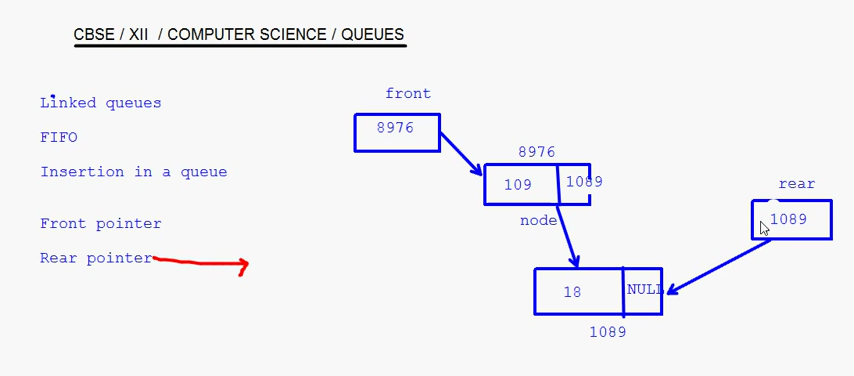 CBSE / XII / COMPUTER SCIENCE / QUEUES
Linked queues
FIFO
Insertion in a queue
Front pointer
Rear pointer
front
8976
8976
109 1089
node
rear
1089
18 NULL
1089